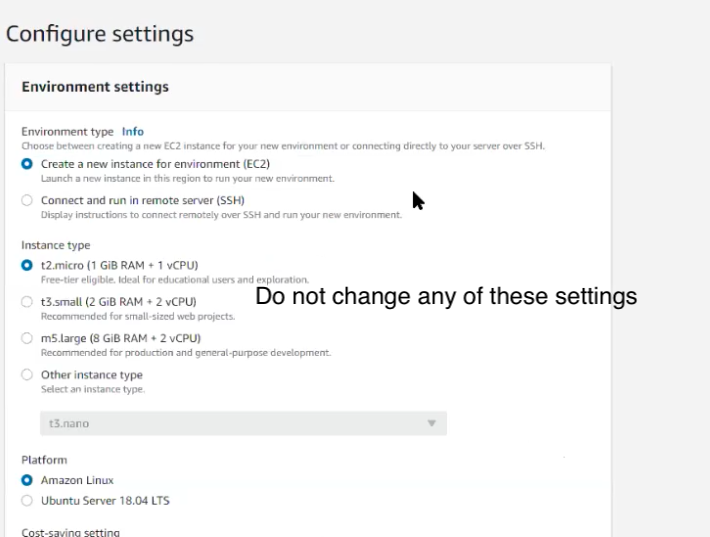 Configure settings
Environment settings
Environment type Info
Choose between creating a new EC2 instance for your new environment or connecting directly to your server over SSH.
Create a new instance for environment (EC2)
Launch a new instance in this region to run your new environment.
Connect and run in remote server (SSH)
Display instructions to connect remotely over SSH and run your new environment.
Instance type
t2.micro (1 GiB RAM + 1 vCPU)
Free-tier eligible. Ideal for educational users and exploration.
Do not change any of these settings
t3.small (2 GiB RAM + 2 vCPU)
Recommended for small-sized web projects.
m5.large (8 GiB RAM + 2 vCPU)
Recommended for production and general-purpose development.
Other instance type
Select an instance type.
t3.nano
Platform
Amazon Linux
Ubuntu Server 18.04 LTS
Cost-saving setting